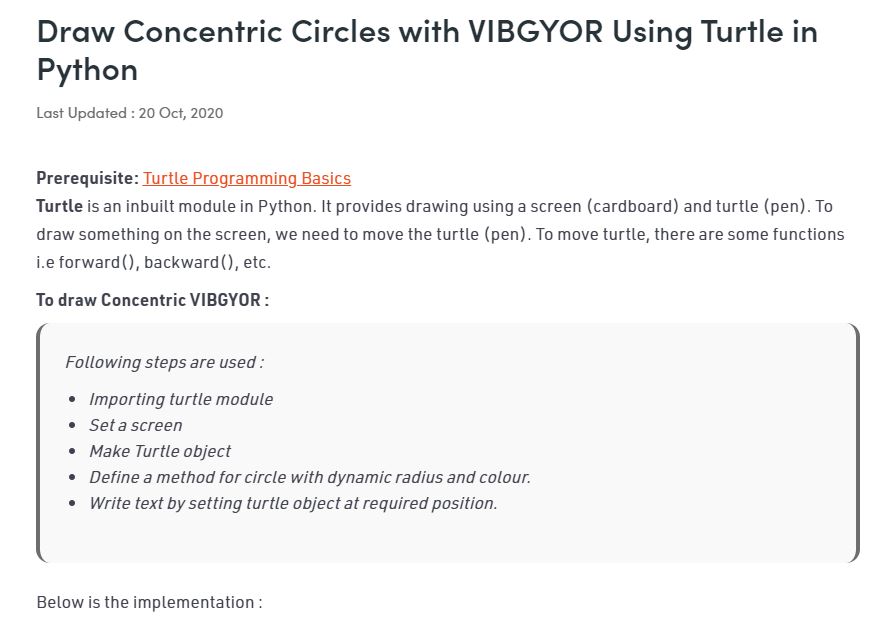 Draw Concentric Circles with VIBGYOR Using Turtle in
Python
Last Updated : 20 Oct, 2020
Prerequisite: Turtle Programming Basics
Turtle is an inbuilt module in Python. It provides drawing using a screen (cardboard) and turtle (pen). To
draw something on the screen, we need to move the turtle (pen). To move turtle, there are some functions
i.e forward(), backward(), etc.
To draw Concentric VIBGYOR :
Following steps are used :
• Importing turtle module
• Set a screen
• Make Turtle object
• Define a method for circle with dynamic radius and colour.
• Write text by setting turtle object at required position.
Below is the implementation :